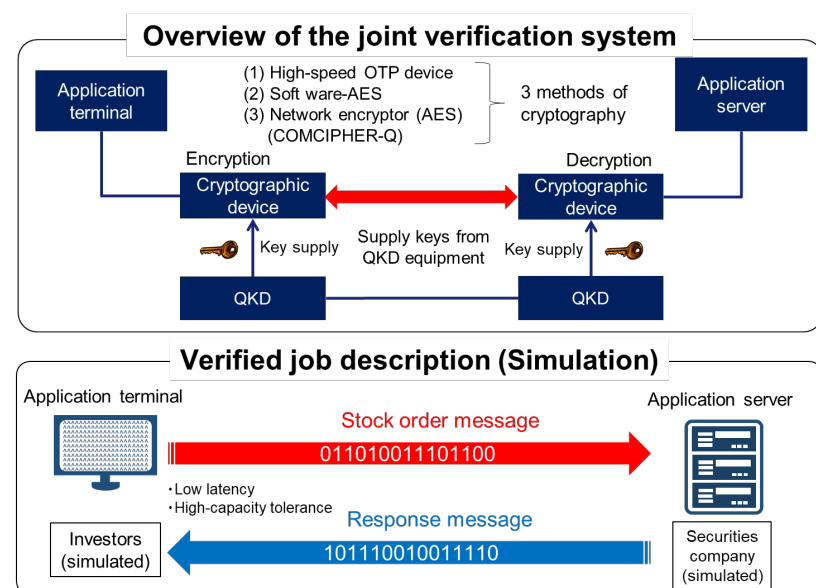 Overview of the joint verification system
Application
terminal
(1) High-speed OTP device
(2) Soft ware-AES
(3) Network encryptor (AES)
(COMCIPHER-Q)
3 methods of
cryptography
Application
server
Encryption
Cryptographic
device
Decryption
Cryptographic
device
Key supply
Supply keys from
QKD equipment
Key supply
QKD
QKD
Verified job description (Simulation)
Application terminal
Stock order message
011010011101100
Application server
・Low latency
・High-capacity tolerance
Response message
101110010011110
Investors
(simulated)
Securities
company
(simulated)